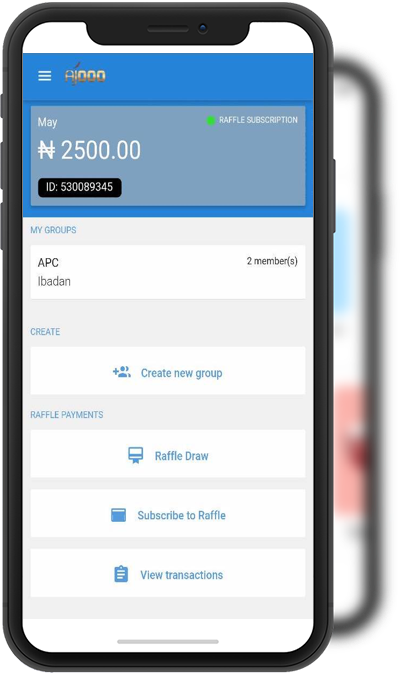 Ajooo
May
RAFFLE SUBSCRIPTION
₦ 2500.00
ID: 530089345
MY GROUPS
APC
2 member(s)
Ibadan
CREATE
Create new group
RAFFLE PAYMENTS
Raffle Draw
Subscribe to Raffle
View transactions